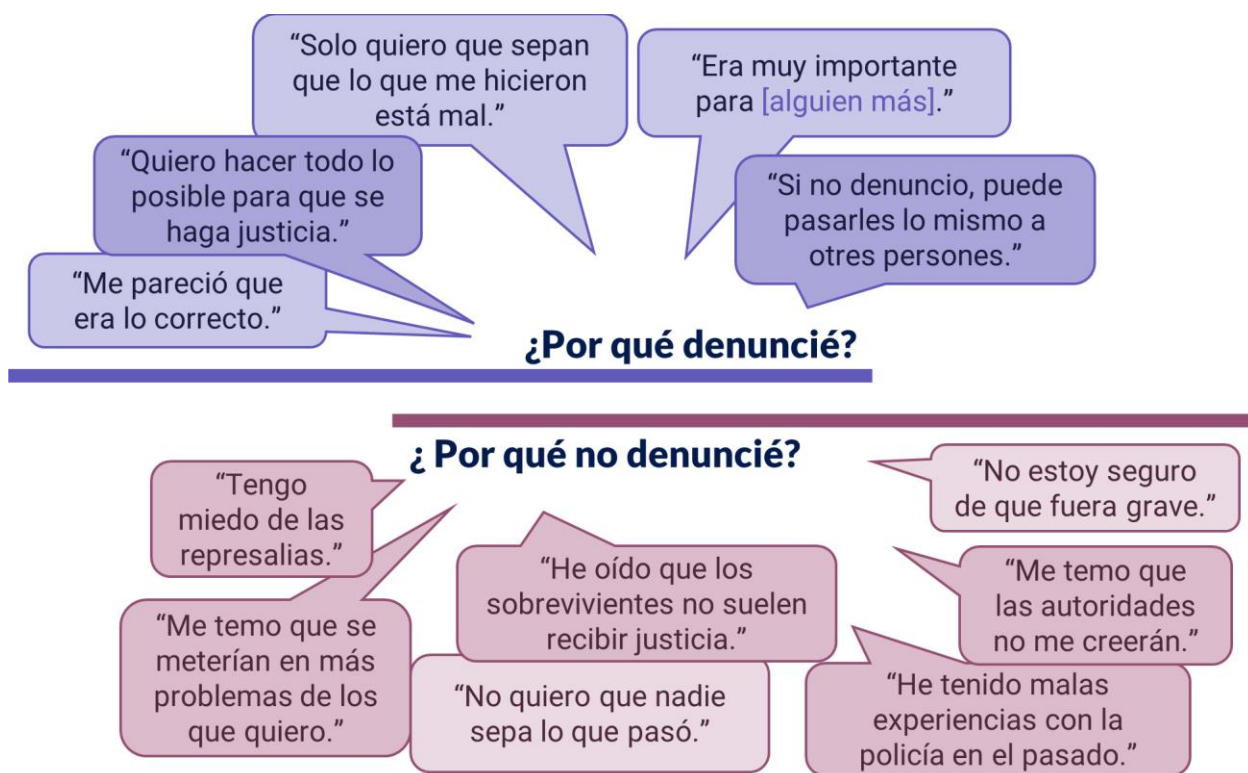 “Solo quiero que sepan
que lo que me hicieron
está mal.”
“Era muy importante
para [alguien más].”
“Quiero hacer todo lo
posible para que se
haga justicia.”
“Si no denuncio, puede
pasarles lo mismo a
otres persones.”
“Me pareció que
era lo correcto.”
¿Por qué denuncié?
¿ Por qué no denuncié?
“Tengo
miedo de las
represalias.”
“No estoy seguro
de que fuera grave.”
“He oído que los
sobrevivientes no suelen
recibir justicia.”
“Me temo que
las autoridades
no me creerán.”
“Me temo que se
meterían en más
problemas de los
que quiero.”
“No quiero que nadie
sepa lo que pasó.”
“He tenido malas
experiencias con la
policía en el pasado.”